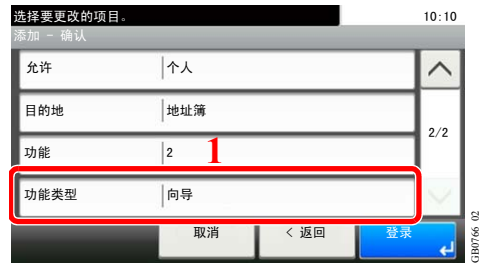 选择要更改的项目。 10:10
添加 - 确认
允许 个人
目的地 地址簿
2/2
功能 2 1
功能类型 向导
取消 < 返回 登录
GB0766 02